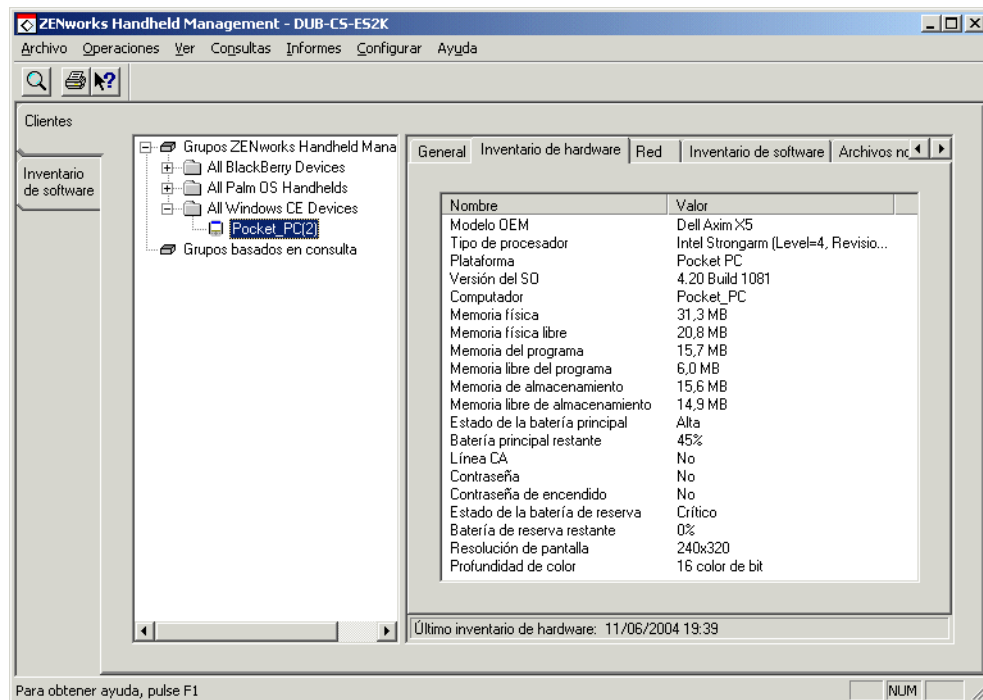 ZENworks Handheld Management - DUB-CS-ES2K
Archivo Operaciones Ver Consultas Informes Configurar Ayuda
Clientes
Inventario
de software
Grupos ZENworks Handheld Mana
All BlackBerry Devices
All Palm OS Handhelds
All Windows CE Devices
Pocket_PC(2)
Grupos basados en consulta
General Inventario de hardware Red Inventario de software Archivos no
Nombre Valor
Modelo OEM Dell Axim X5
Tipo de procesador Intel Strongarm (Level=4, Revisio...
Plataforma Pocket PC
Versión del SO 4.20 Build 1081
Computador Pocket_PC
Memoria física 31,3 MB
Memoria física libre 20,8 MB
Memoria del programa 15,7 MB
Memoria libre del programa 6,0 MB
Memoria de almacenamiento 15,6 MB
Memoria libre de almacenamiento 14,9 MB
Estado de la batería principal Alta
Batería principal restante 45%
Línea CA No
Contraseña No
Contraseña de encendido No
Estado de la batería de reserva Crítico
Batería de reserva restante 0%
Resolución de pantalla 240x320
Profundidad de color 16 color de bit
Último inventario de hardware: 11/06/2004 19:39
Para obtener ayuda, pulse F1
NUM